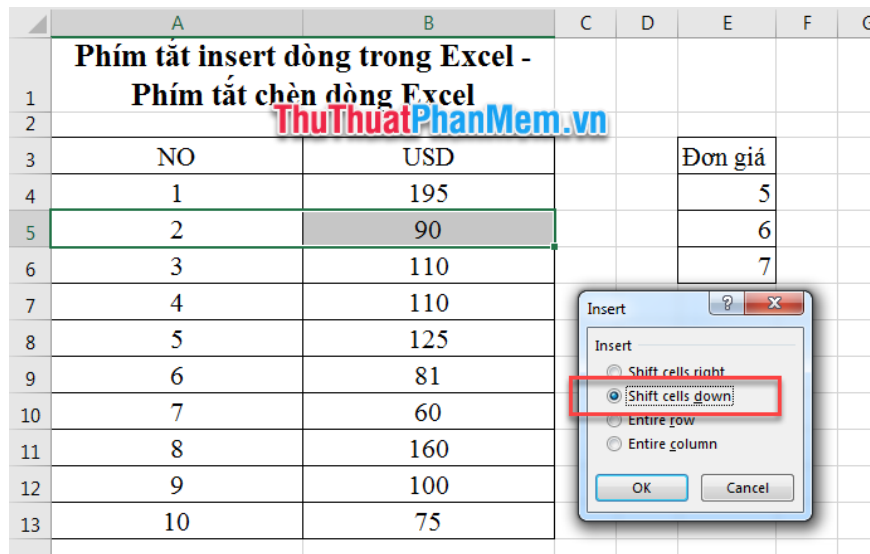 A B C D E F G
1 Phím tắt insert dòng trong Excel -
Phím tắt chèn dòng Excel
ThuThuatPhanMem.vn
2
3 NO USD Đơn giá
4 1 195 5
5 2 90 6
6 3 110 7
7 4 110
8 5 125
9 6 81
10 7 60
11 8 160
12 9 100
13 10 75
Insert
Insert
Shift cells right
Shift cells down
Entire row
Entire column
OK Cancel